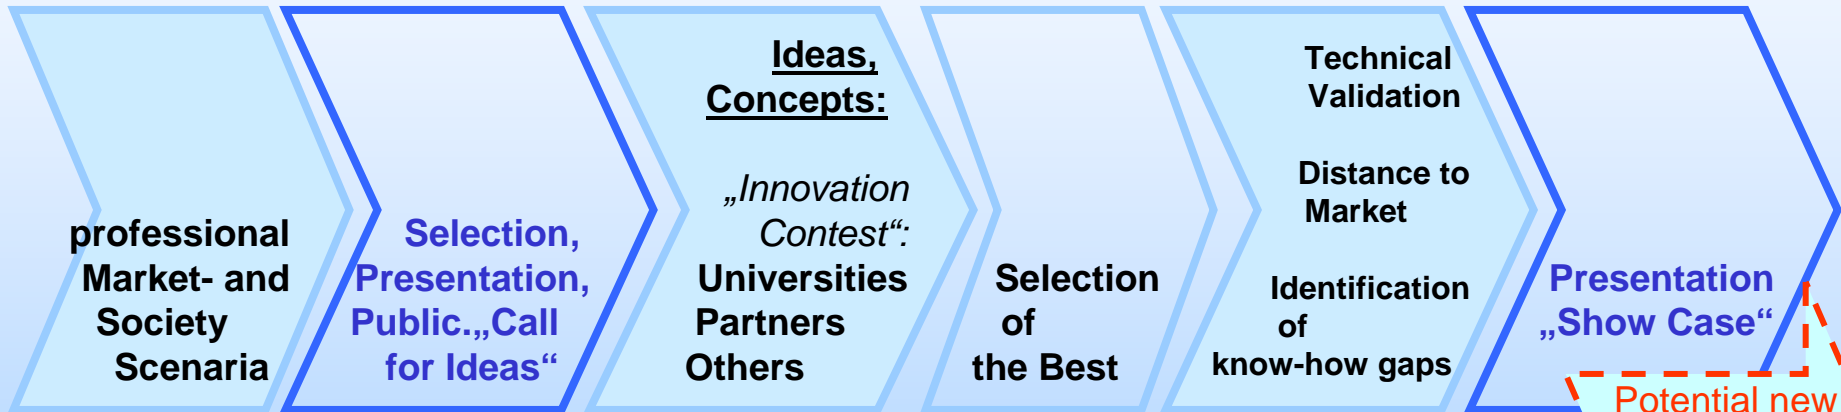 professional
Market- and
Society
Scenaria
Selection,
Presentation,
Public.„Call
for Ideas“
Ideas,
Concepts:
„Innovation
Contest“:
Universities
Partners
Others
Selection
of
the Best
Technical
Validation
Distance to
Market
Identification
of
know-how gaps
Presentation
„Show Case“
Potential new